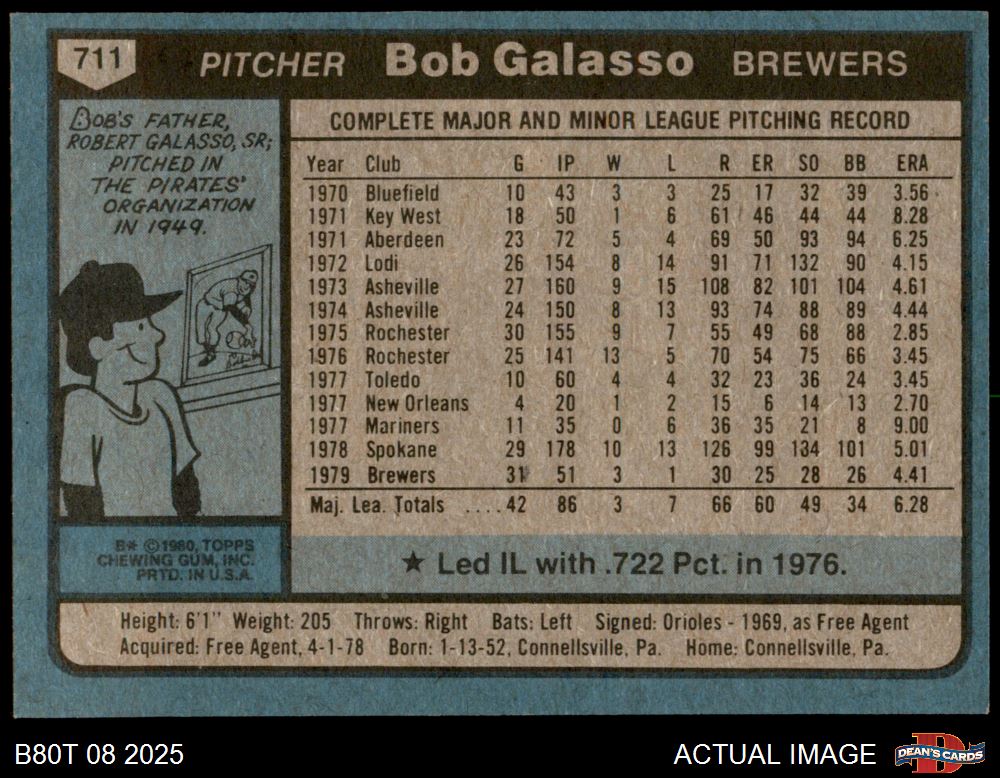 711 PITCHER Bob Galasso BREWERS
BOB'S FATHER,
ROBERT GALASSO, SR;
PITCHED IN
THE PIRATES'
ORGANIZATION
IN 1949.
COMPLETE MAJOR AND MINOR LEAGUE PITCHING RECORD
Year Club G IP W L R ER SO BB ERA
1970 Bluefield 10 43 3 3 25 17 32 39 3.56
1971 Key West 18 50 1 6 61 46 44 44 8.28
1971 Aberdeen 23 72 5 4 69 50 93 94 6.25
1972 Lodi 26 154 8 14 91 71 132 90 4.15
1973 Asheville 27 160 9 15 108 82 101 104 4.61
1974 Asheville 24 150 8 13 93 74 88 89 4.44
1975 Rochester 30 155 9 7 55 49 68 88 2.85
1976 Rochester 25 141 13 5 70 54 75 66 3.45
1977 Toledo 10 60 4 4 32 23 36 24 3.45
1977 New Orleans 4 20 1 2 15 6 14 13 2.70
1977 Mariners 11 35 0 6 36 35 21 8 9.00
1978 Spokane 29 178 10 13 126 99 134 101 5.01
1979 Brewers 31 51 3 1 30 25 28 26 4.41
Maj. Lea. Totals ....42 86 3 7 66 60 49 34 6.28
B* ©1980, TOPPS
CHEWING GUM, INC.
PRTD. IN U.S.A.
★ Led IL with .722 Pct. in 1976.
Height: 6'1" Weight: 205 Throws: Right Bats: Left Signed: Orioles - 1969, as Free Agent
Acquired: Free Agent, 4-1-78 Born: 1-13-52, Connellsville, Pa. Home: Connellsville, Pa.
B80T 08 2025
ACTUAL IMAGE
DEAN'S CARDS